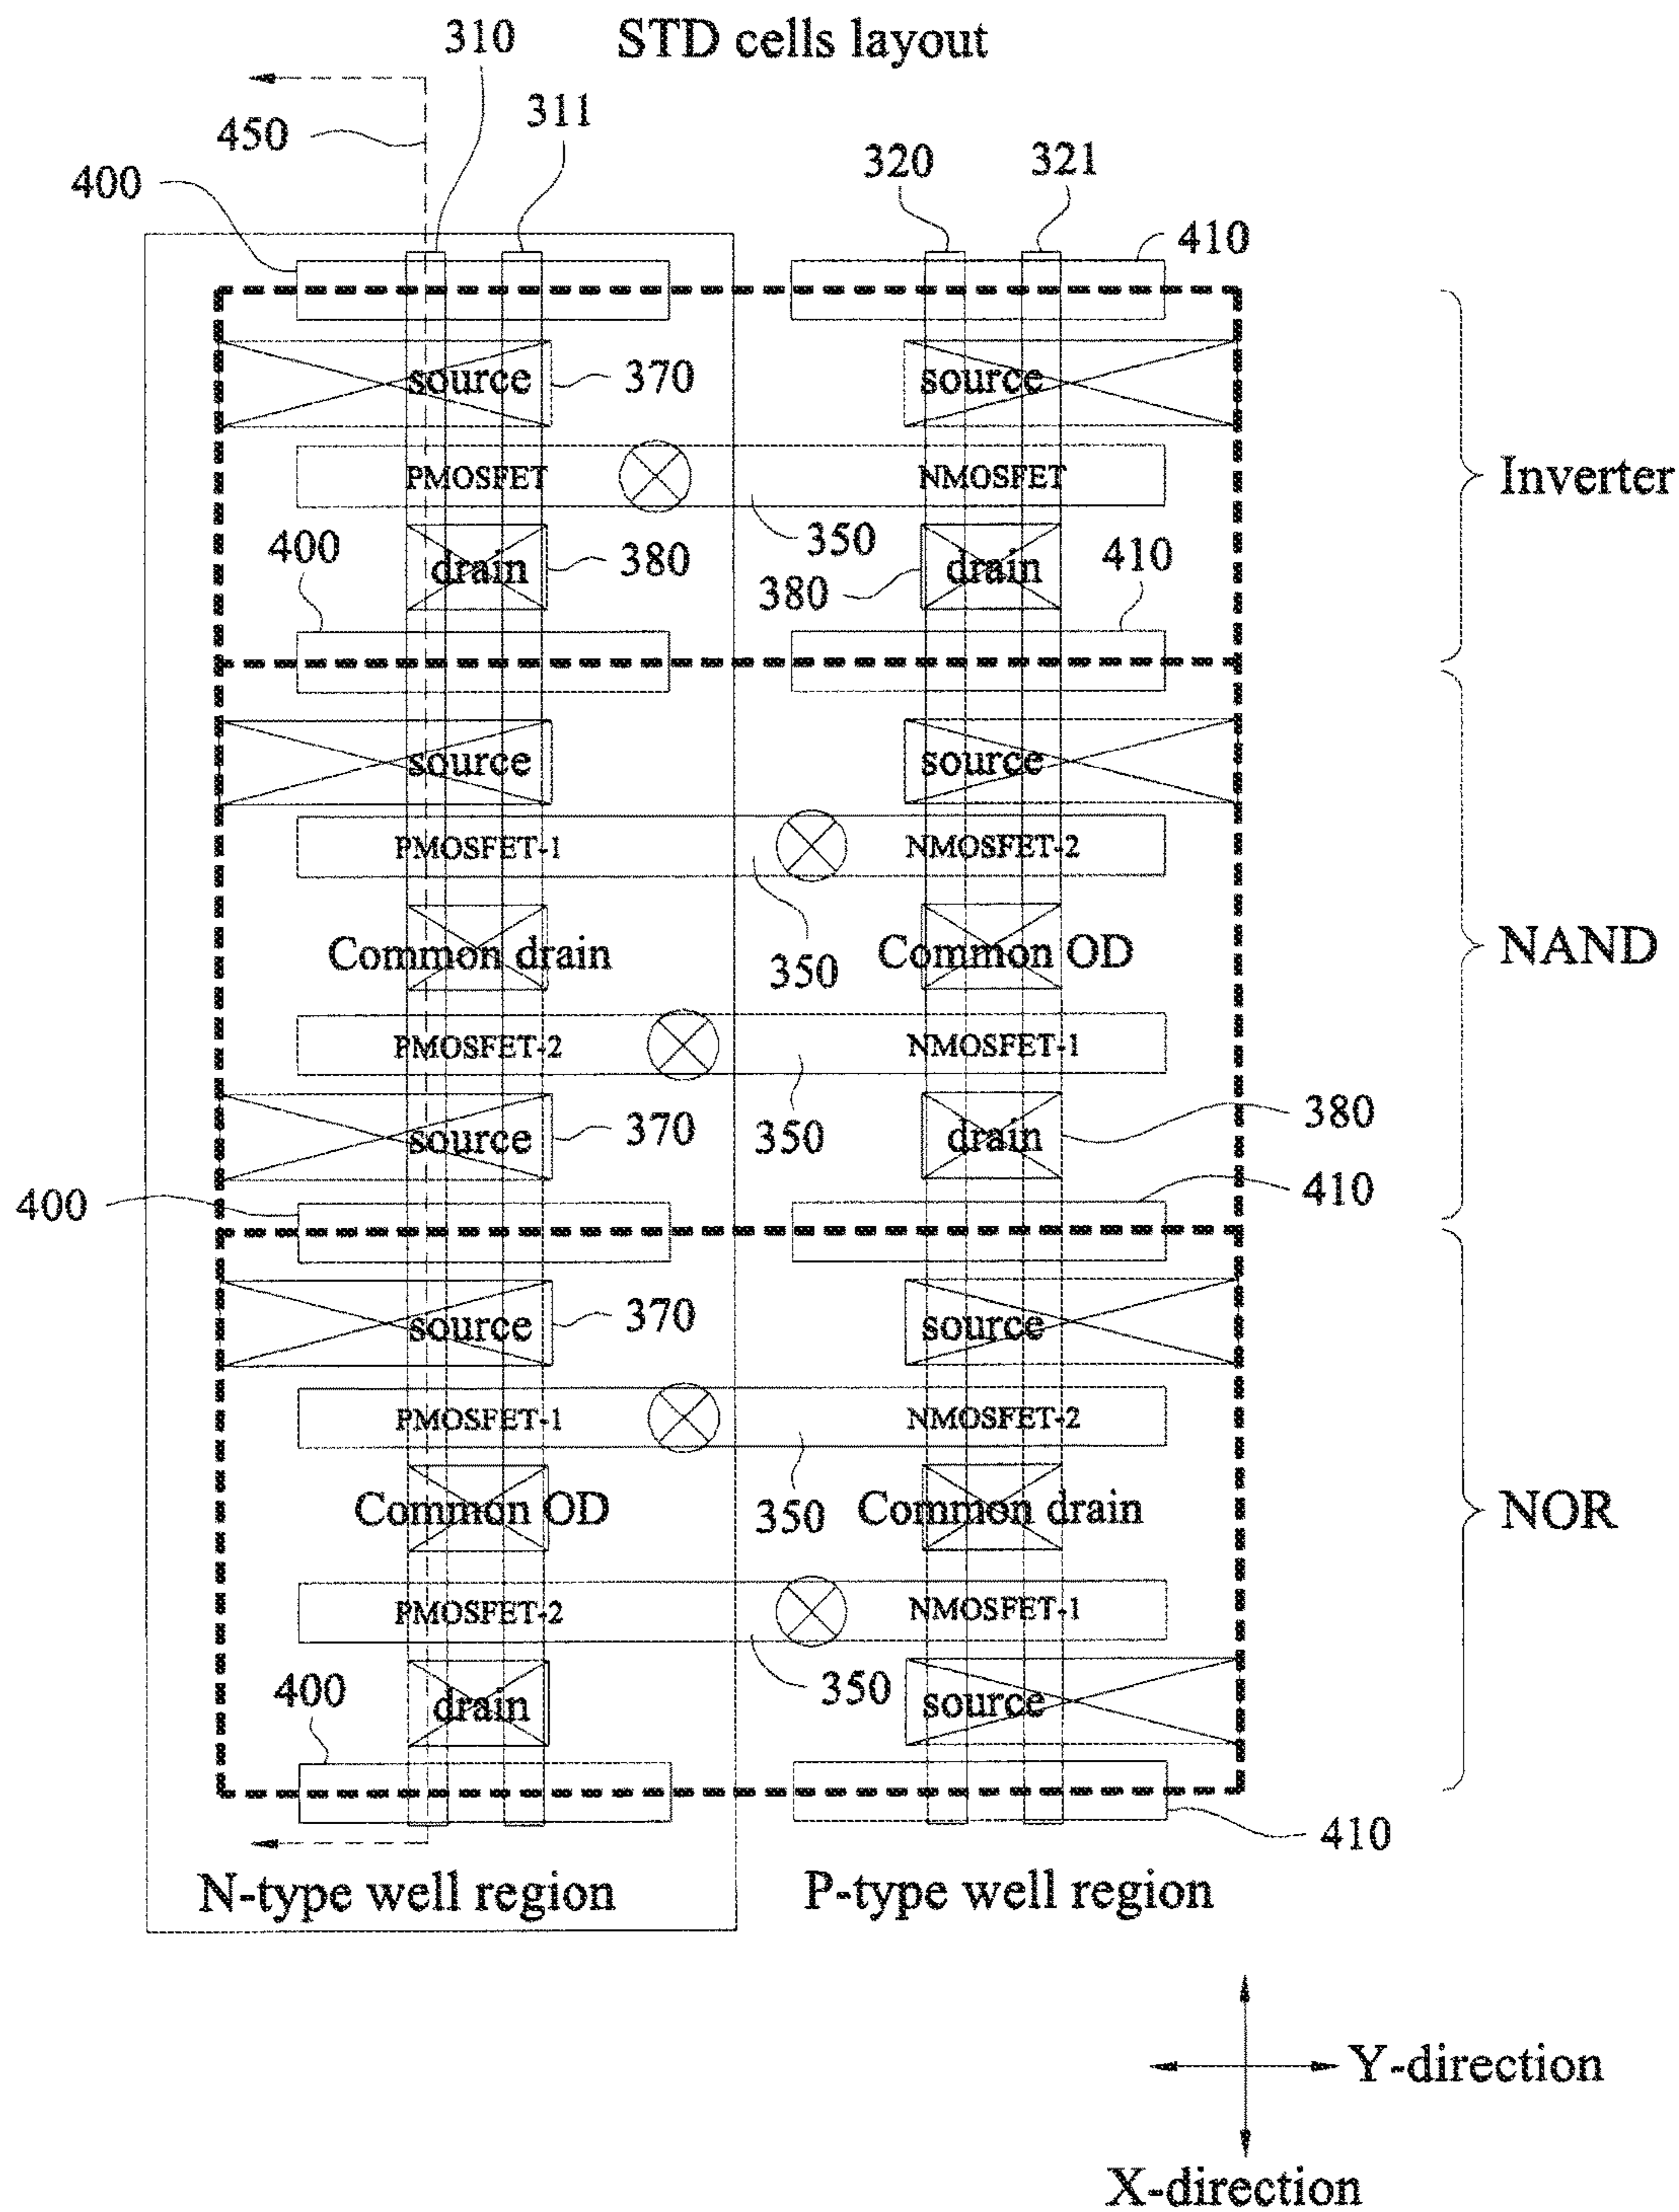 STD cells layout
310
450
311
400
320
321
410
source
370
source
PMOSFET
NMOSFET
350
400
drain
380
380
drain
410
Inverter
source
source
PMOSFET-1
NMOSFET-2
Common drain
350
Common OD
NAND
PMOSFET-2
NMOSFET-1
source
370
350
drain
380
400
410
source
370
source
PMOSFET-1
NMOSFET-2
Common OD
350
Common drain
NOR
PMOSFET-2
NMOSFET-1
400
drain
350
source
410
N-type well region
P-type well region
Y-direction
X-direction